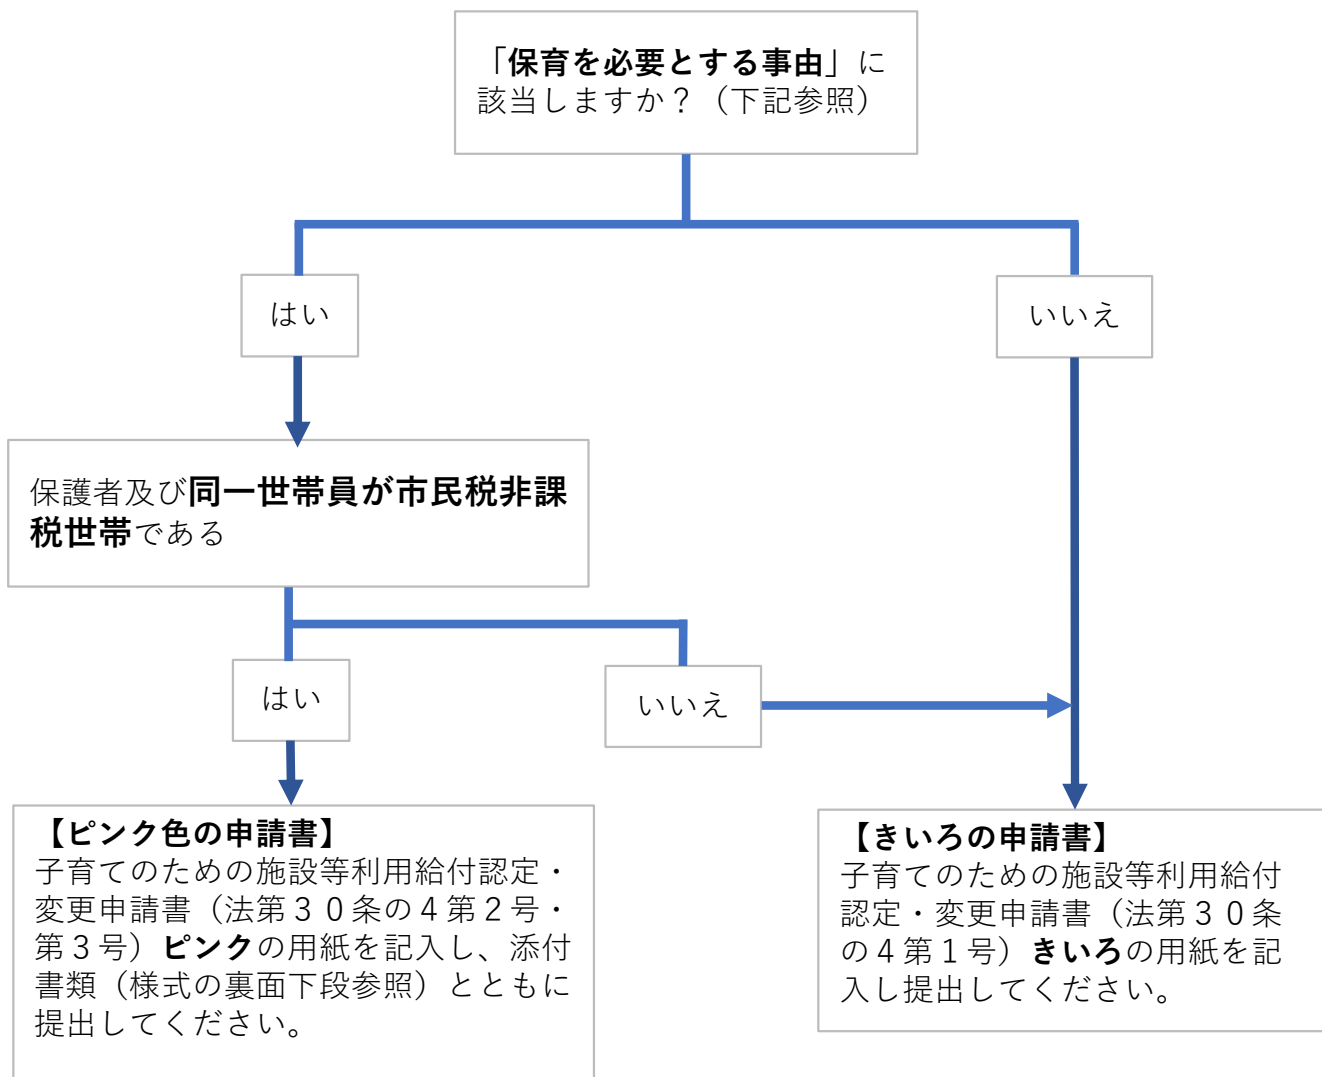 「保育を必要とする事由」に
該当しますか？（下記参照）
はい
いいえ
保護者及び同一世帯員が市民税非課
税世帯である
はい
いいえ
【ピンク色の申請書】
子育てのための施設等利用給付認定・
変更申請書（法第３０条の４第２号・
第３号）ピンクの用紙を記入し、添付
書類（様式の裏面下段参照）とともに
提出してください。
【きいろの申請書】
子育てのための施設等利用給付
認定・変更申請書（法第３０条
の４第１号）きいろの用紙を記
入し提出してください。